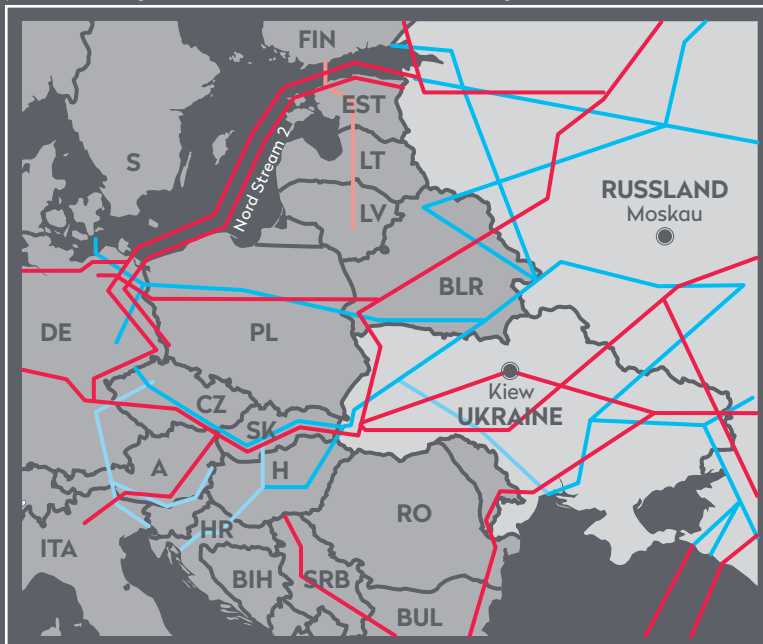 FIN
EST
S
Nord Stream 2
LT
LV
RUSSLAND
Moskau
BLR
DE
PL
Kiew
UKRAINE
CZ
SK
A
H
RO
HR
ITA
BIH
SRB
BUL